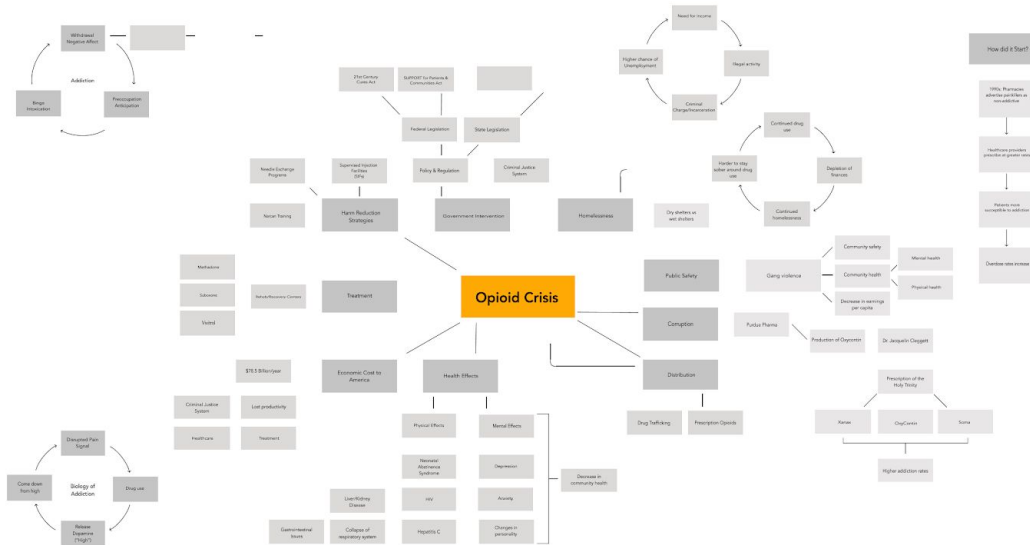 Withdrawal
Negative Affect
Addiction
Binge
Intoxication
Preoccupation
Anticipation
21st Century
Cures Act
SUPPORT for Patients &
Communities Act
Federal Legislation
State Legislation
Needle Exchange
Programs
Supervised Injection
Facilities
(SIFs)
Policy & Regulation
Criminal Justice
System
Narcan Training
Harm Reduction
Strategies
Government Intervention
Homelessness
Dry shelters vs
wet shelters
Need for income
Higher chance of
Unemployment
Illegal activity
Criminal
Charge/Incarceration
Continued drug
use
Harder to stay
sober around drug
use
Depletion of
finances
Continued
homelessness
How did it Start?
1990s: Pharmacies
advertise painkillers as
non-addictive
Healthcare providers
prescribe at greater rates
Patients more
susceptible to addiction
Overdose rates increase
Methadone
Suboxone
Vivitrol
Treatment
Opioid Crisis
Public Safety
Corruption
Gang violence
Community safety
Community health
Decrease in earnings
per capita
Mental health
Physical health
Purdue Pharma
Production of Oxycontin
Dr. Jacquelin Cleggett
Economic Cost to
America
Health Effects
Distribution
$78.5 Billion/year
Criminal Justice
System
Lost productivity
Healthcare
Treatment
Drug Trafficking
Prescription Opioids
Prescription of the
Holy Trinity
Xanax
OxyContin
Soma
Higher addiction rates
Physical Effects
Mental Effects
Neonatal
Abstinence
Syndrome
Depression
Decrease in
community health
Liver/Kidney
Disease
Anxiety
Gastrointestinal
Issues
Collapse of
respiratory system
Hepatitis C
Changes in
personality
Disrupted Pain
Signal
Come down
from high
Biology of
Addiction
Drug use
Release
Dopamine
("High")